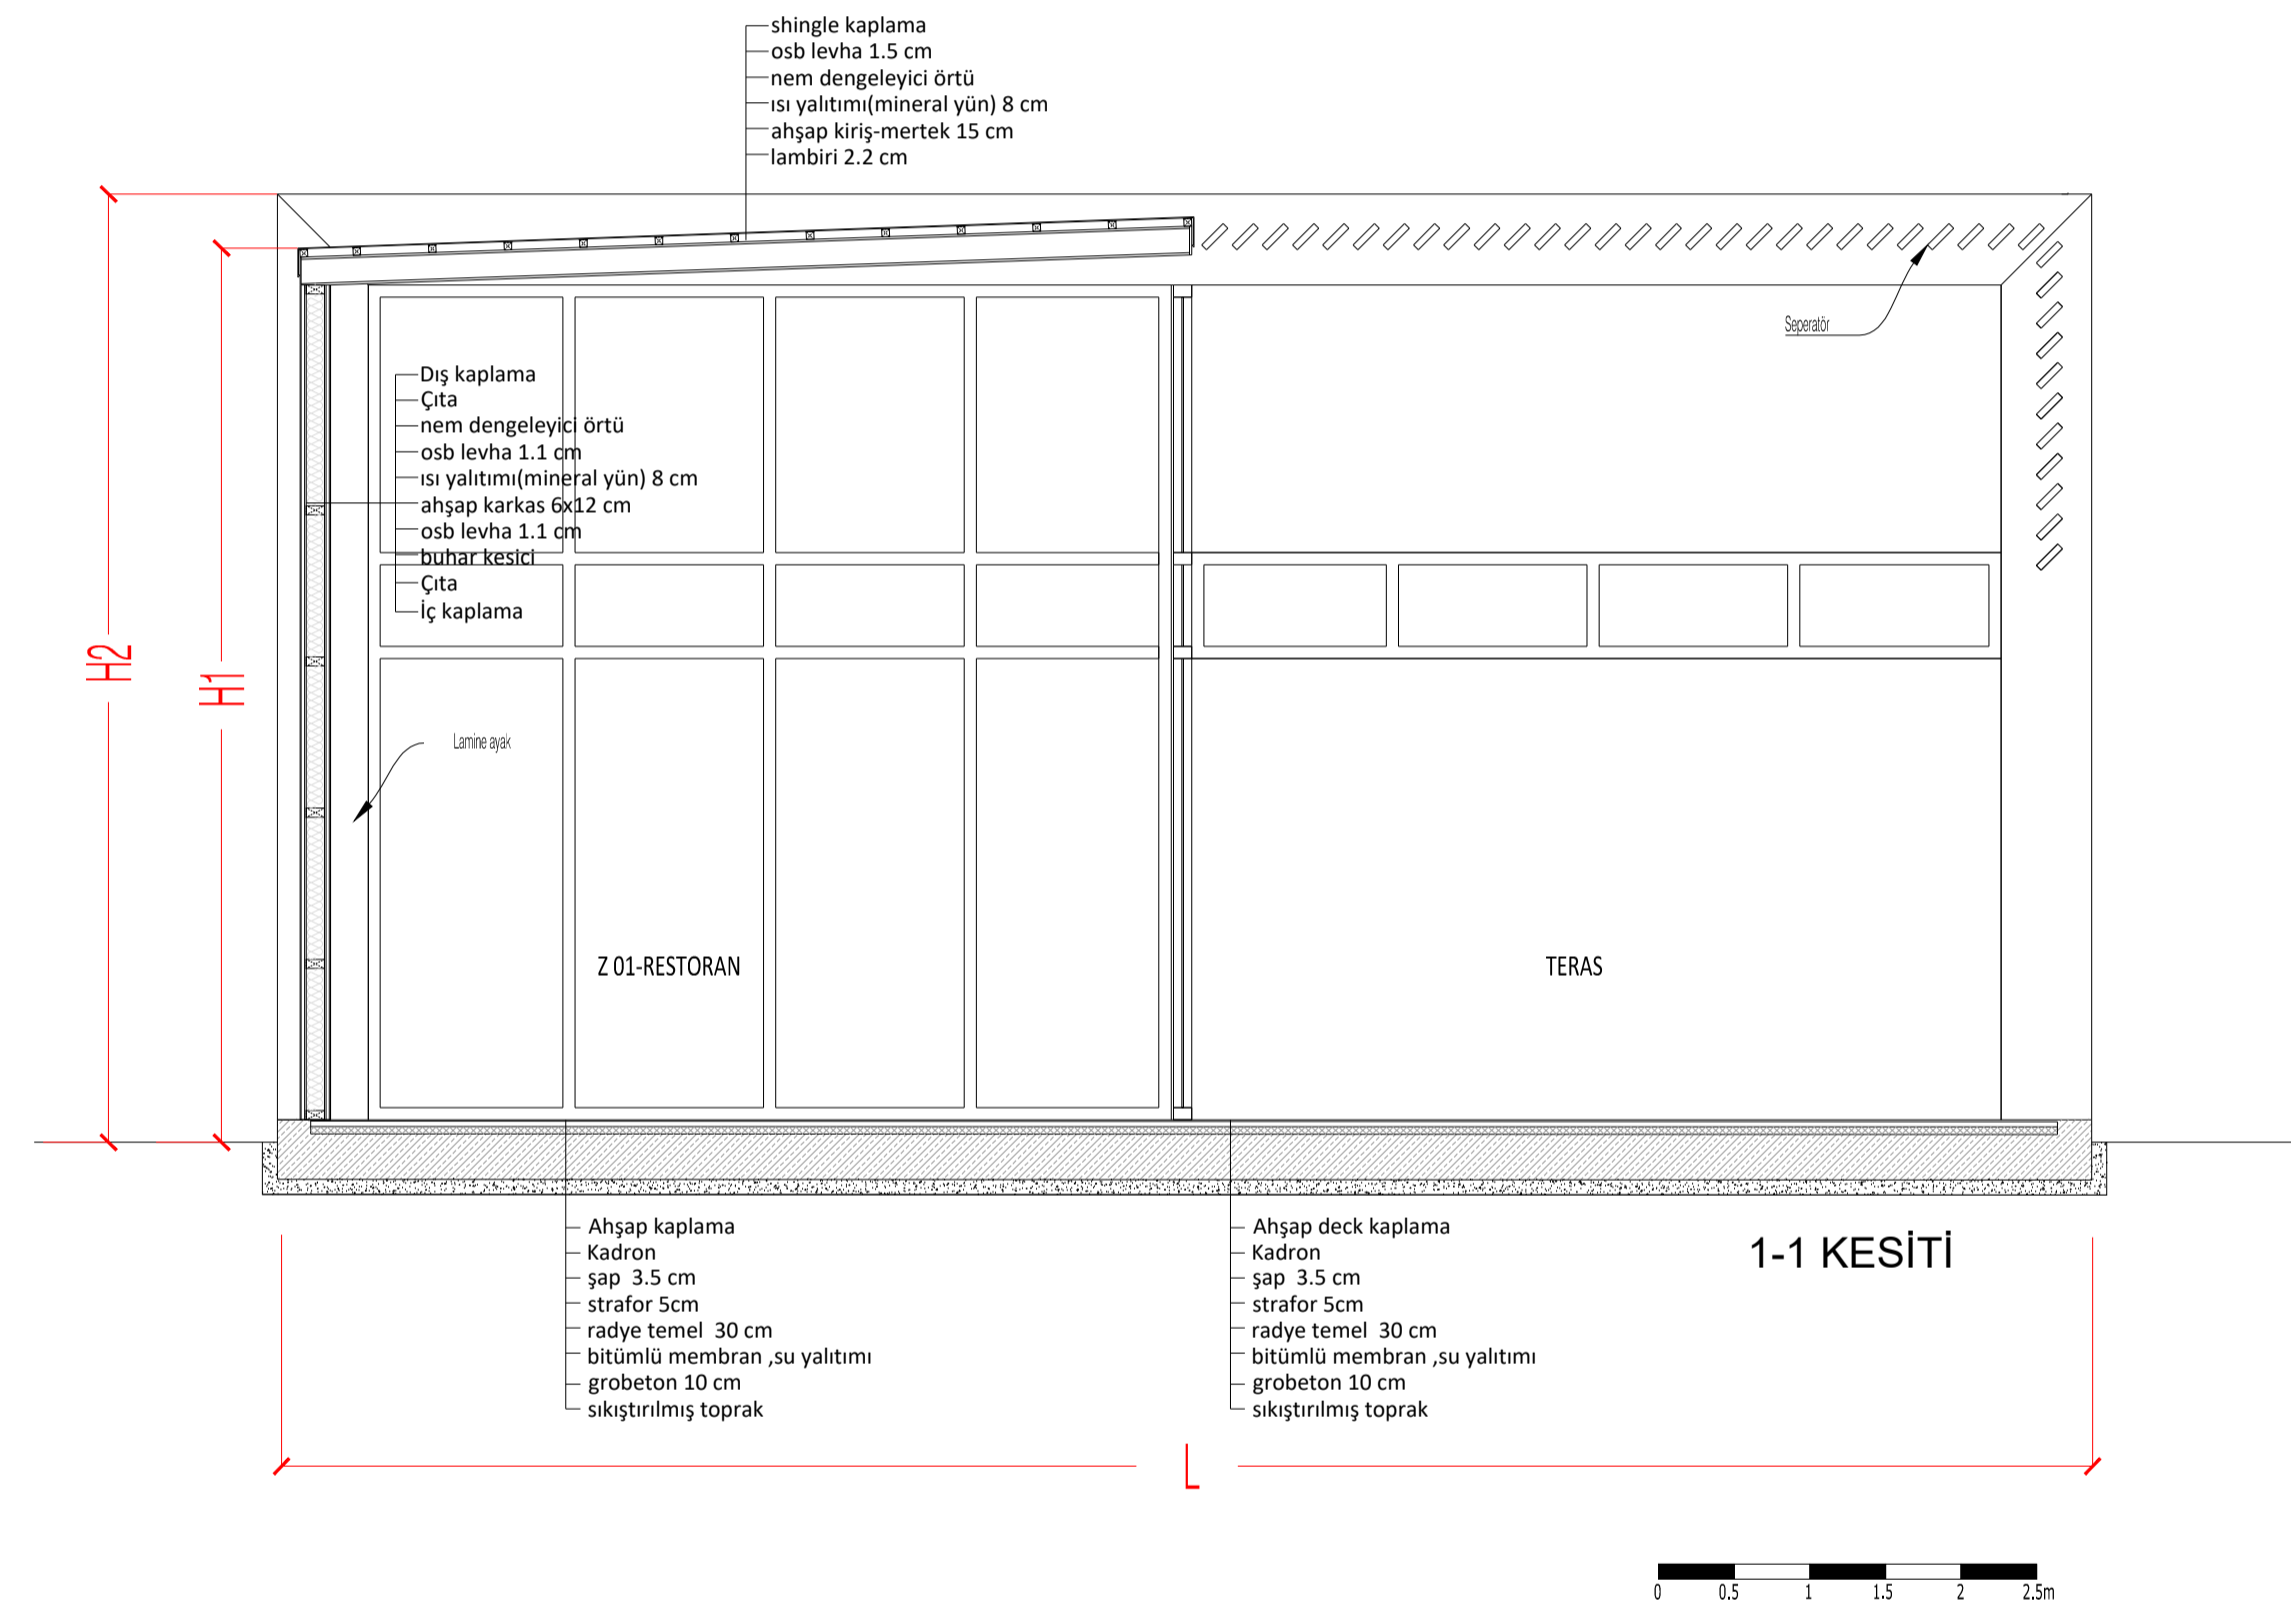 shingle kaplama
osb levha 1.5 cm
nem dengeleyici örtü
ısı yalıtımı(mineral yün) 8 cm
ahşap kiriş-mertek 15 cm
lambiri 2.2 cm
Seperatör
Dış kaplama
Çıta
nem dengeleyici örtü
osb levha 1.1 cm
ısı yalıtımı(mineral yün) 8 cm
ahşap karkas 6x12 cm
osb levha 1.1 cm
buhar kesici
Çıta
İç kaplama
H2
H1
Lamine ayak
Z 01-RESTORAN
TERAS
Ahşap kaplama
Kadron
şap 3.5 cm
strafor 5cm
radye temel 30 cm
bitümlü membran ,su yalıtımı
grobeton 10 cm
sıkıştırılmış toprak
Ahşap deck kaplama
Kadron
şap 3.5 cm
strafor 5cm
radye temel 30 cm
bitümlü membran ,su yalıtımı
grobeton 10 cm
sıkıştırılmış toprak
1-1 KESİTİ
L
0 0.5 1 1.5 2 2.5m